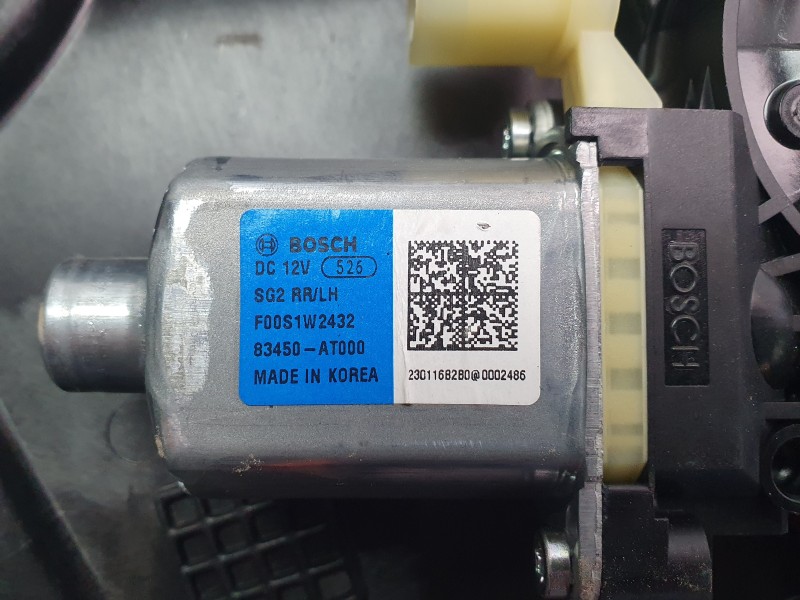 BOSCH
DC 12V 526
SG2 RR/LH
F00S1W2432
83450-AT000
MADE IN KOREA
23011682B0@0002486
BOSCH